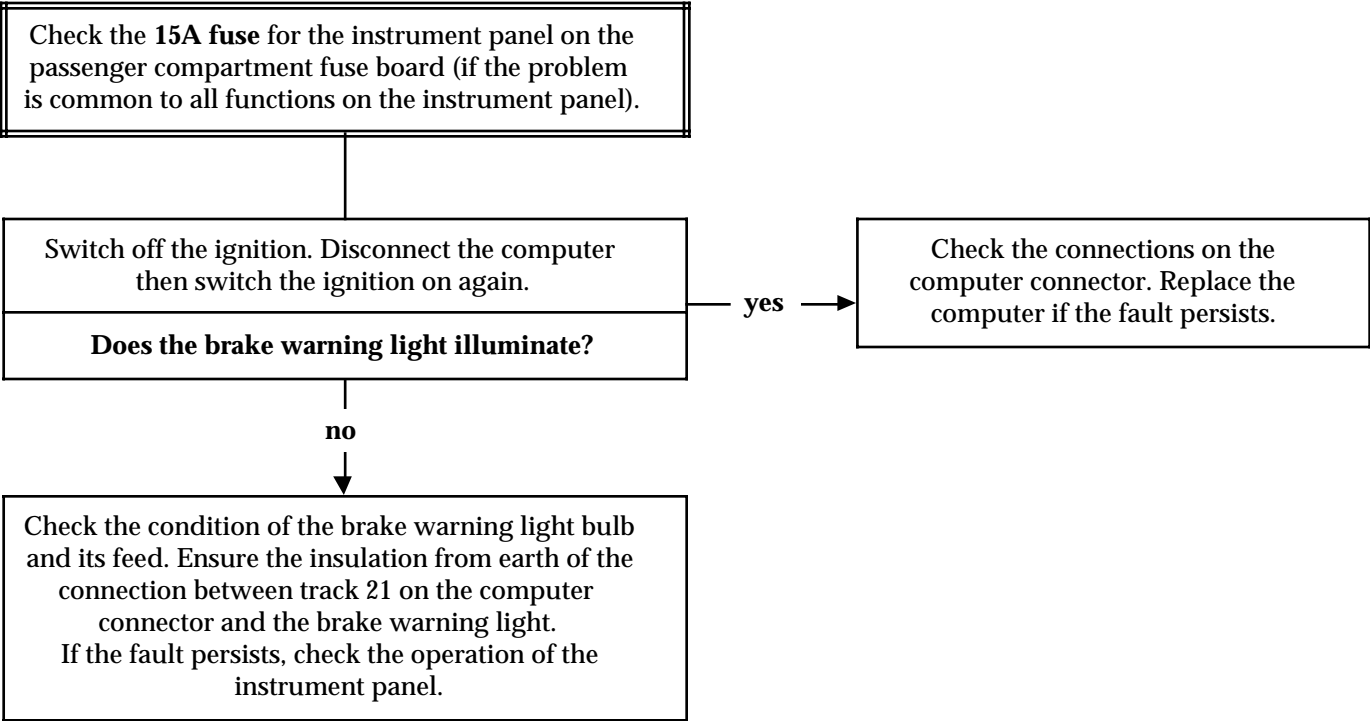 Check the 15A fuse for the instrument panel on the
passenger compartment fuse board (if the problem
is common to all functions on the instrument panel).
Switch off the ignition. Disconnect the computer
then switch the ignition on again.
Does the brake warning light illuminate?
yes
Check the connections on the
computer connector. Replace the
computer if the fault persists.
no
Check the condition of the brake warning light bulb
and its feed. Ensure the insulation from earth of the
connection between track 21 on the computer
connector and the brake warning light.
If the fault persists, check the operation of the
instrument panel.